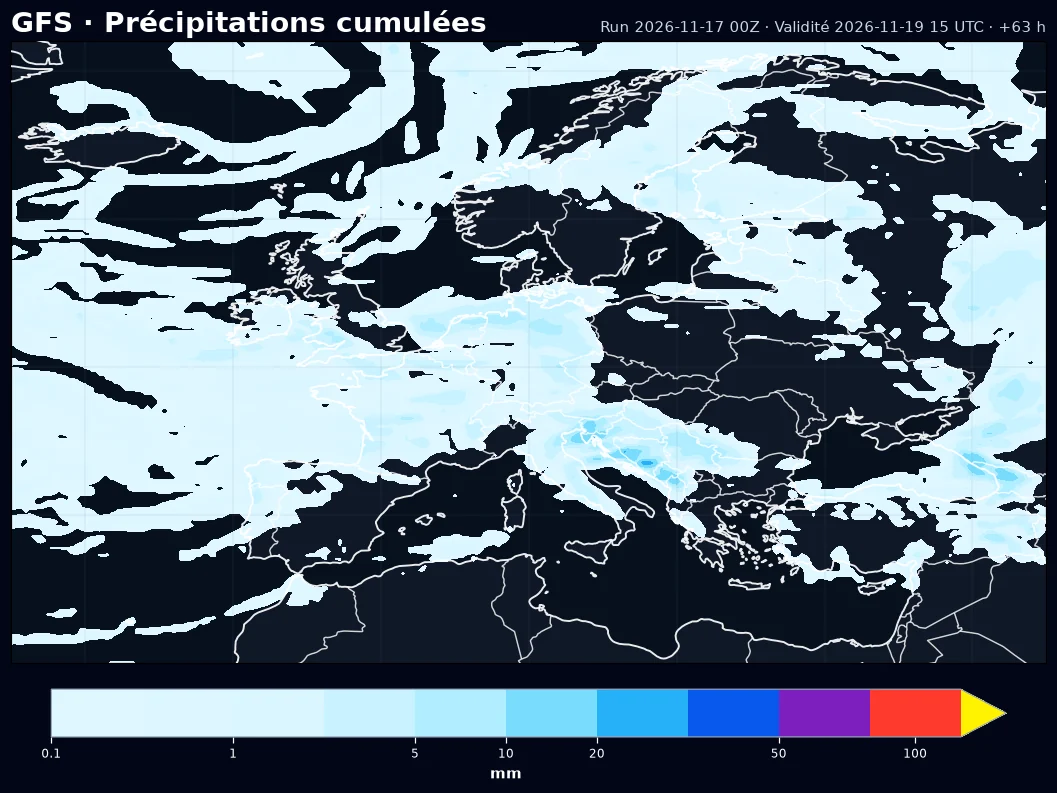 GFS · Précipitations cumulées
Run 2026-11-17 00Z · Validité 2026-11-19 15 UTC · +63 h
0.1 1 5 10 20 50 100
mm